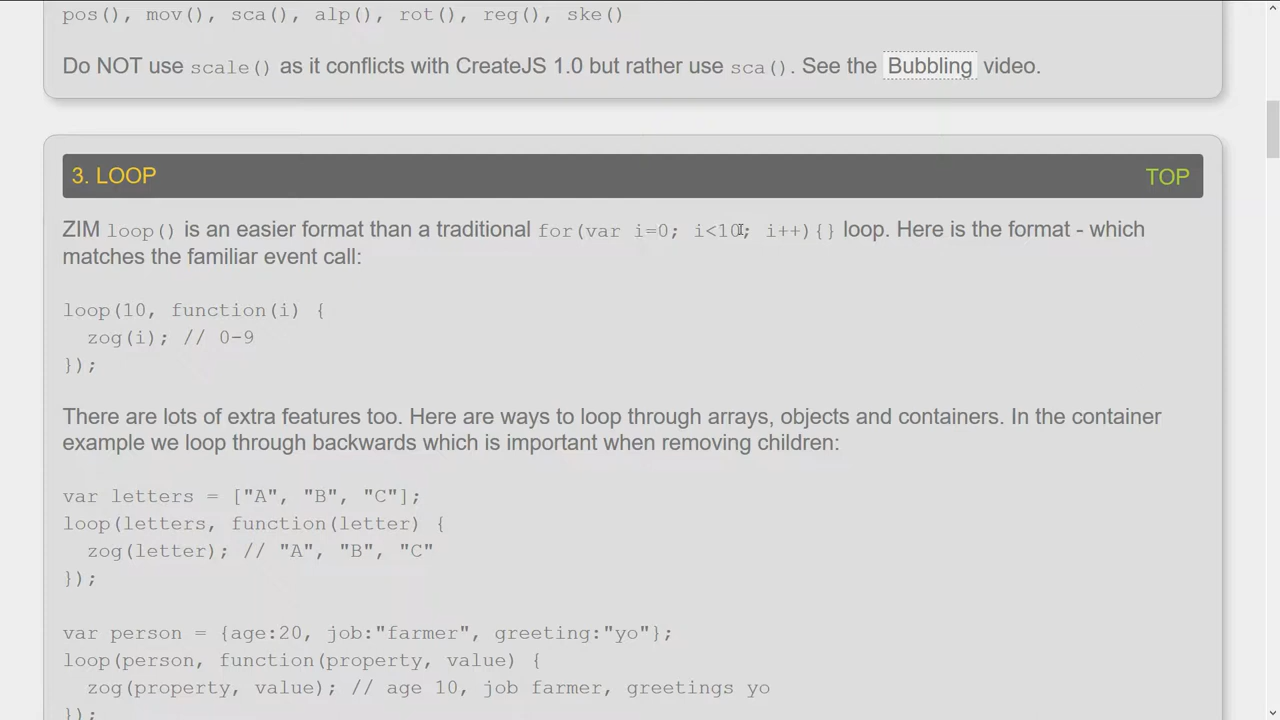 pos(), mov(), sca(), alp(), rot(), reg(), ske()
Do NOT use scale() as it conflicts with CreateJS 1.0 but rather use sca(). See the Bubbling video.
3. LOOP TOP
ZIM loop() is an easier format than a traditional for(var i=0; i<10; i++){} loop. Here is the format - which
matches the familiar event call:
loop(10, function(i) {
  zog(i); // 0-9
});
There are lots of extra features too. Here are ways to loop through arrays, objects and containers. In the container
example we loop through backwards which is important when removing children:
var letters = ["A", "B", "C"];
loop(letters, function(letter) {
  zog(letter); // "A", "B", "C"
});
var person = {age:20, job:"farmer", greeting:"yo"};
loop(person, function(property, value) {
  zog(property, value); // age 10, job farmer, greetings yo
});